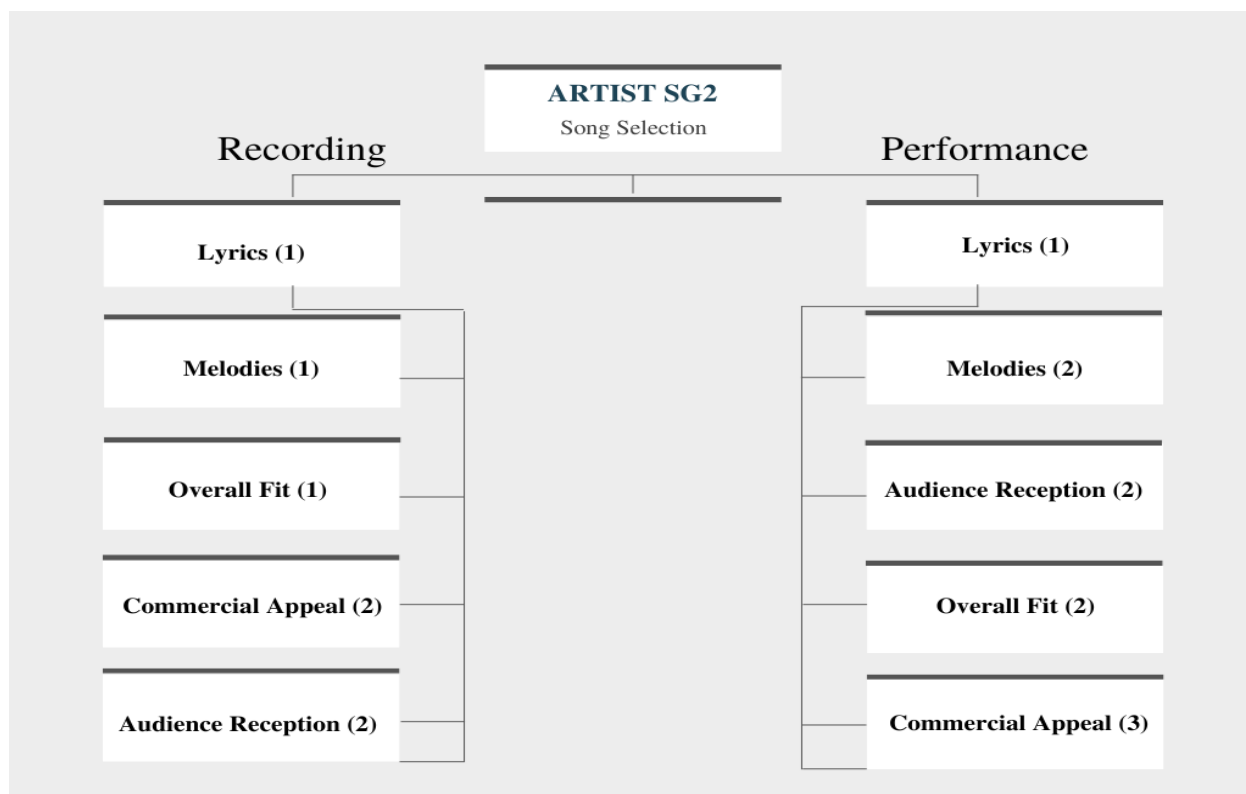 ARTIST SG2
Song Selection
Recording
Performance
Lyrics (1)
Melodies (1)
Overall Fit (1)
Commercial Appeal (2)
Audience Reception (2)
Lyrics (1)
Melodies (2)
Audience Reception (2)
Overall Fit (2)
Commercial Appeal (3)